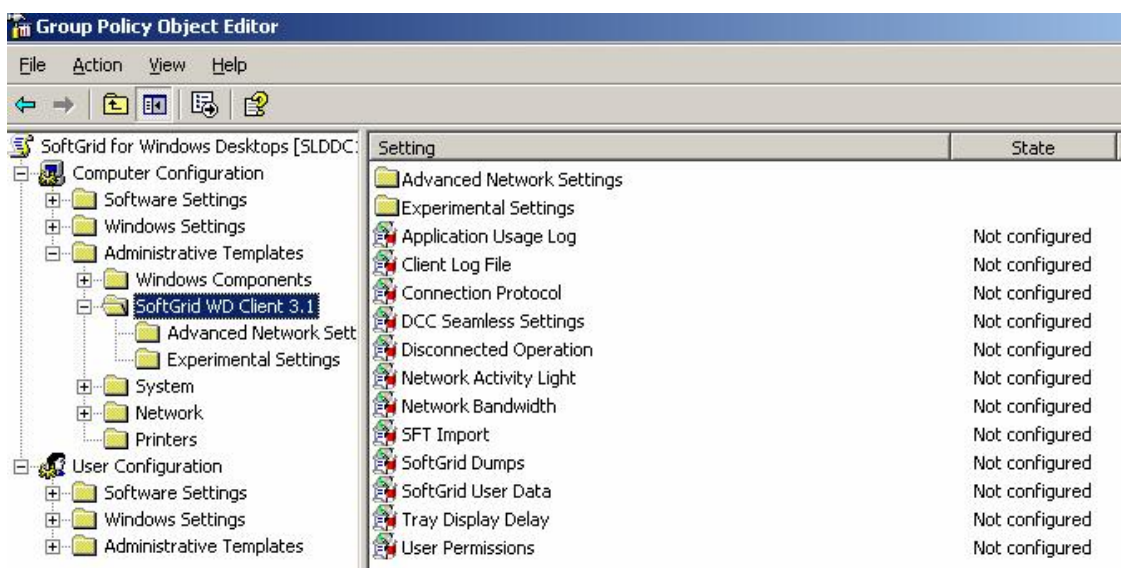 Group Policy Object Editor
File Action View Help
SoftGrid for Windows Desktops [SLDDC
Computer Configuration
Software Settings
Windows Settings
Administrative Templates
Windows Components
SoftGrid WD Client 3.1
Advanced Network Sett
Experimental Settings
System
Network
Printers
User Configuration
Software Settings
Windows Settings
Administrative Templates
Setting State
Advanced Network Settings
Experimental Settings
Application Usage Log Not configured
Client Log File Not configured
Connection Protocol Not configured
DCC Seamless Settings Not configured
Disconnected Operation Not configured
Network Activity Light Not configured
Network Bandwidth Not configured
SFT Import Not configured
SoftGrid Dumps Not configured
SoftGrid User Data Not configured
Tray Display Delay Not configured
User Permissions Not configured